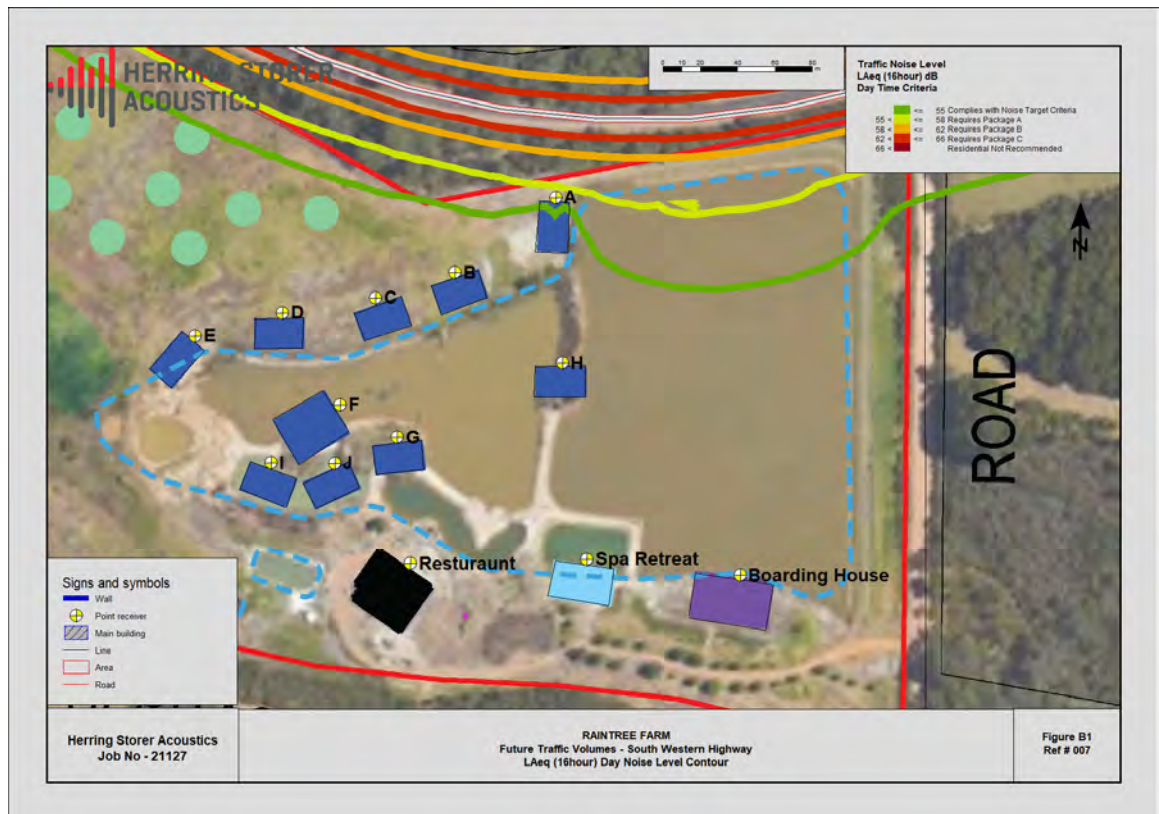 HERRING STORER
ACOUSTICS
0 10 20 40 60 80
m
Traffic Noise Level
LAeq (16hour) dB
Day Time Criteria
<= 55 Complies with Noise Target Criteria
55 < <= 58 Requires Package A
58 < <= 62 Requires Package B
62 < <= 66 Requires Package C
66 < Residential Not Recommended
A
N
B
C
D
E
H
F
G
I
J
ROAD
Resturaunt
Spa Retreat
Boarding House
Signs and symbols
Wall
Point receiver
Main building
Line
Area
Road
Herring Storer Acoustics
Job No - 21127
RAINTREE FARM
Future Traffic Volumes - South Western Highway
LAeq (16hour) Day Noise Level Contour
Figure B1
Ref # 007